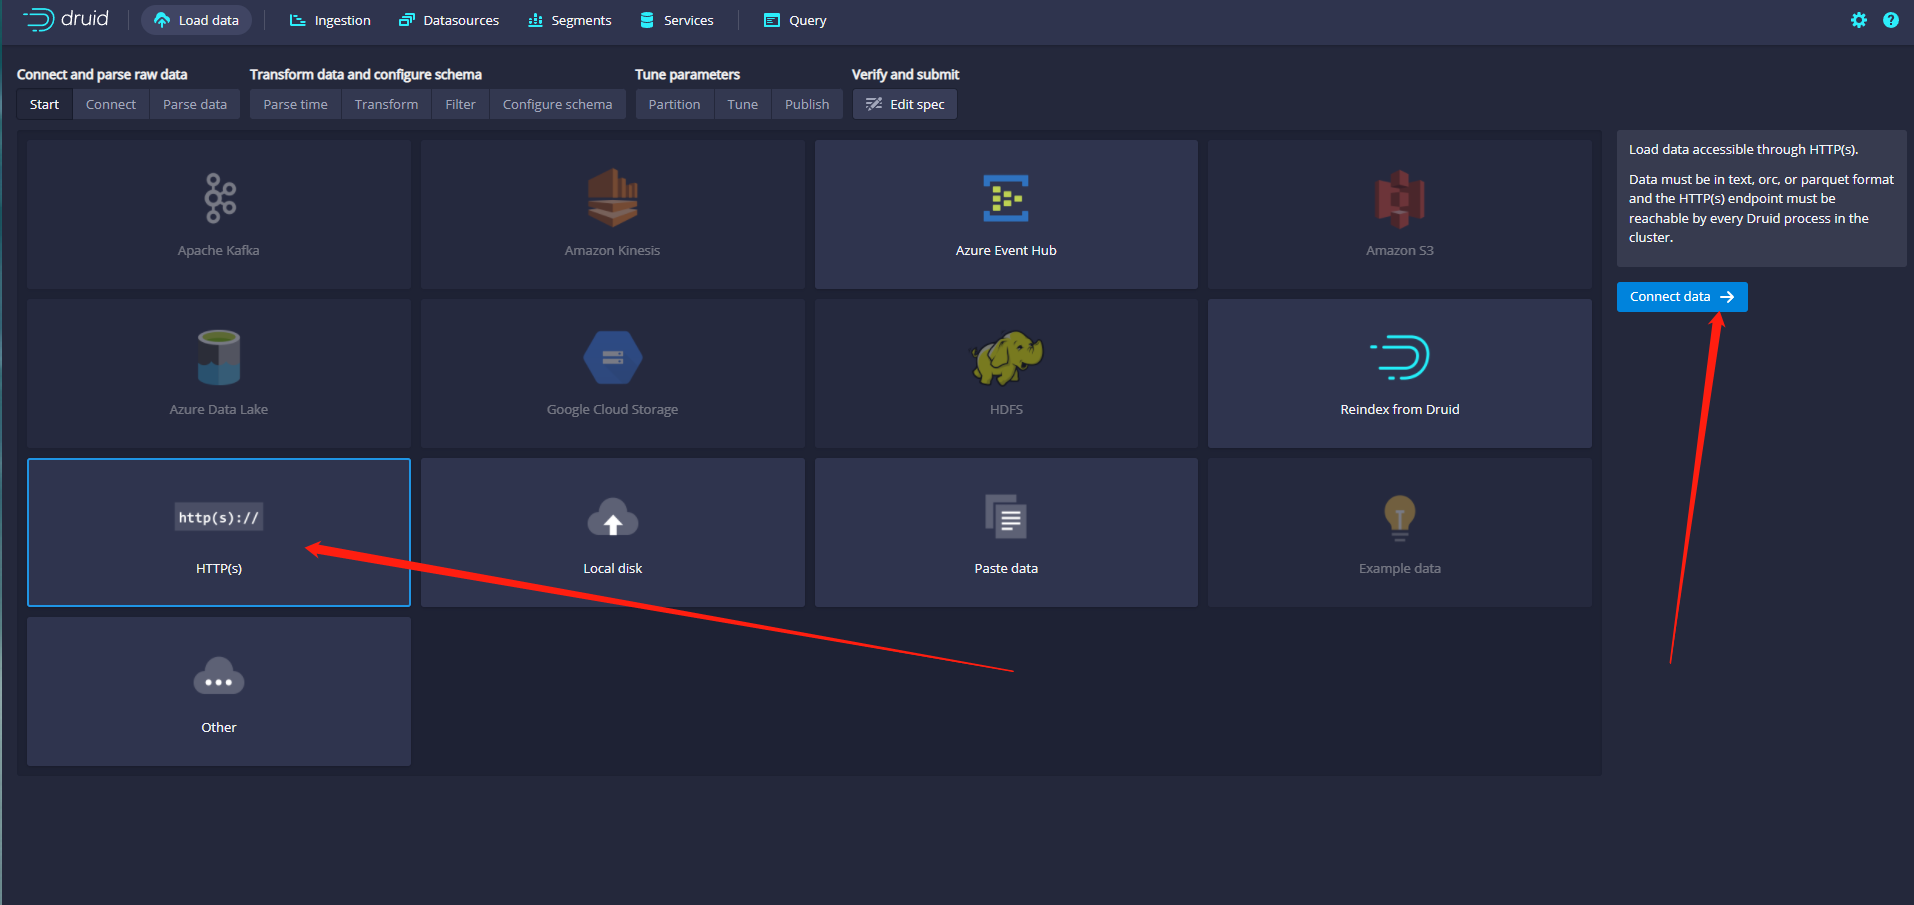 druid
Load data
Ingestion
Datasources
Segments
Services
Query
Connect and parse raw data
Start
Connect
Parse data
Transform data and configure schema
Parse time
Transform
Filter
Configure schema
Tune parameters
Partition
Tune
Publish
Verify and submit
Edit spec
Apache Kafka
Amazon Kinesis
Azure Event Hub
Amazon S3
Azure Data Lake
Google Cloud Storage
HDFS
Reindex from Druid
http(s)://
HTTP(s)
Local disk
Paste data
Example data
Other
Load data accessible through HTTP(s).
Data must be in text, orc, or parquet format
and the HTTP(s) endpoint must be
reachable by every Druid process in the
cluster.
Connect data